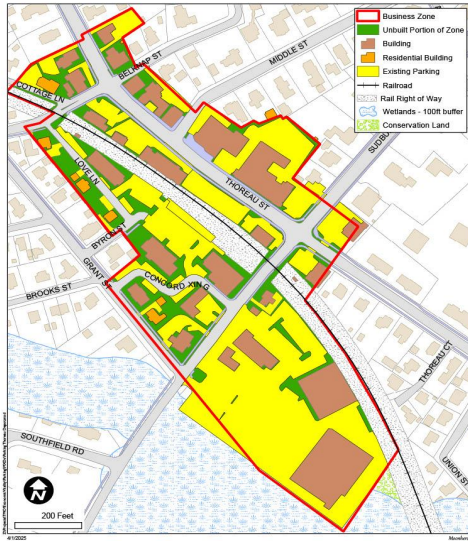 Business Zone
Unbuilt Portion of Zone
Building
Residential Building
Existing Parking
Railroad
Rail Right of Way
Wetlands - 100ft buffer
Conservation Land
BELKNAP ST
MIDDLE ST
COTTAGE LN
SUDBU
LOVE LN
THOREAU ST
BYRON ST
GRANT ST
CONCORD XING
BROOKS ST
THOREAU CT
SOUTHFIELD RD
UNION ST
N
200 Feet
4/1/2025